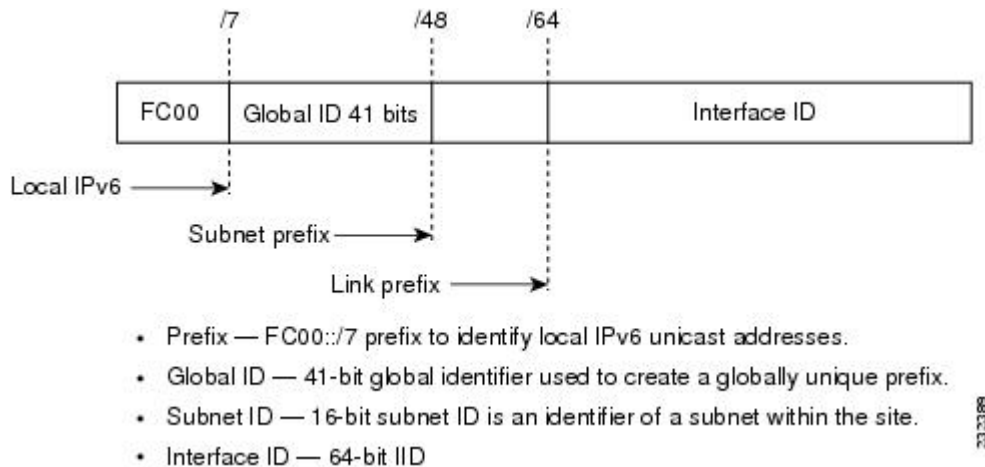 /7 /48 /64
FC00 Global ID 41 bits Interface ID
Local IPv6
Subnet prefix
Link prefix
• Prefix — FC00::/7 prefix to identify local IPv6 unicast addresses.
• Global ID — 41-bit global identifier used to create a globally unique prefix.
• Subnet ID — 16-bit subnet ID is an identifier of a subnet within the site.
• Interface ID — 64-bit IID
232389